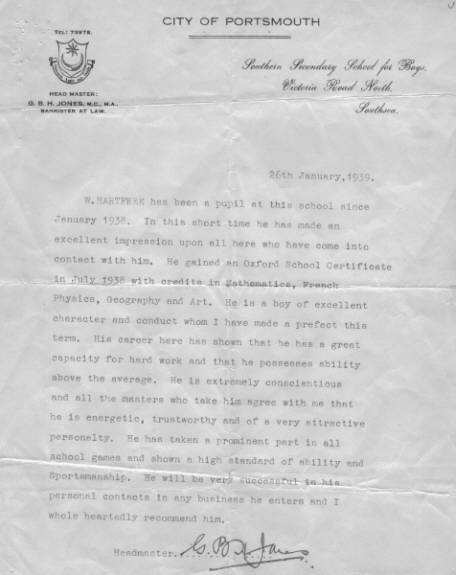 CITY OF PORTSMOUTH
TEL: 73978.
Southern Secondary School for Boys,
Victoria Road North,
Southsea.
HEAD MASTER:
G. B. H. JONES, M.C., M.A.
BARRISTER AT LAW.
26th January,1939.
W.HARTFREE has been a pupil at this school since
January 1938. In this short time he has made an
excellent impression upon all here who have come into
contact with him. He gained an Oxford School Certificate
in July 1938 with credits in Mathematics, French
Physics, Geography and Art. He is a boy of excellent
character and conduct whom I have made a prefect this
term. His career here has shown that he has a great
capacity for hard work and that he possesses ability
above the average. He is extremely conscientious
and all the masters who take him agree with me that
he is energetic, trustworthy and of a very attractive
personalty. He has taken a prominent part in all
school games and shown a high standard of ability and
Sportsmanship. He will be very successful in his
personal contacts in any business he enters and I
whole heartedly recommend him.
Headmaster. G.B.H.Jones.